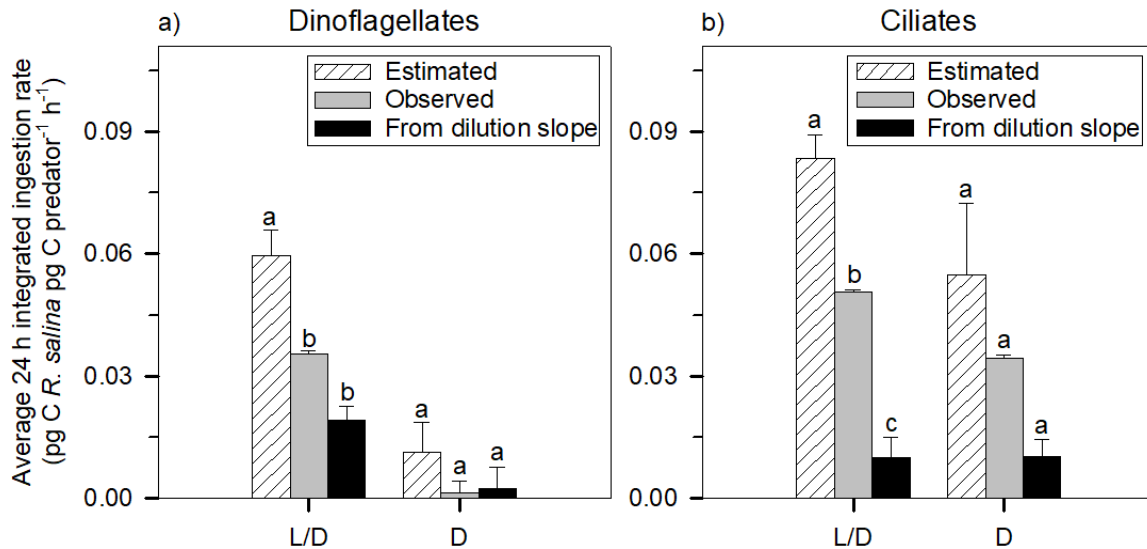 a) Dinoflagellates
b) Ciliates
Average 24 h integrated ingestion rate
(pg C R. salina pg C predator⁻¹ h⁻¹)
Estimated
Observed
From dilution slope
0.09
0.06
0.03
0.00
a
b
b
a
a
a
L/D
D
Estimated
Observed
From dilution slope
0.09
0.06
0.03
0.00
a
b
c
a
a
a
L/D
D